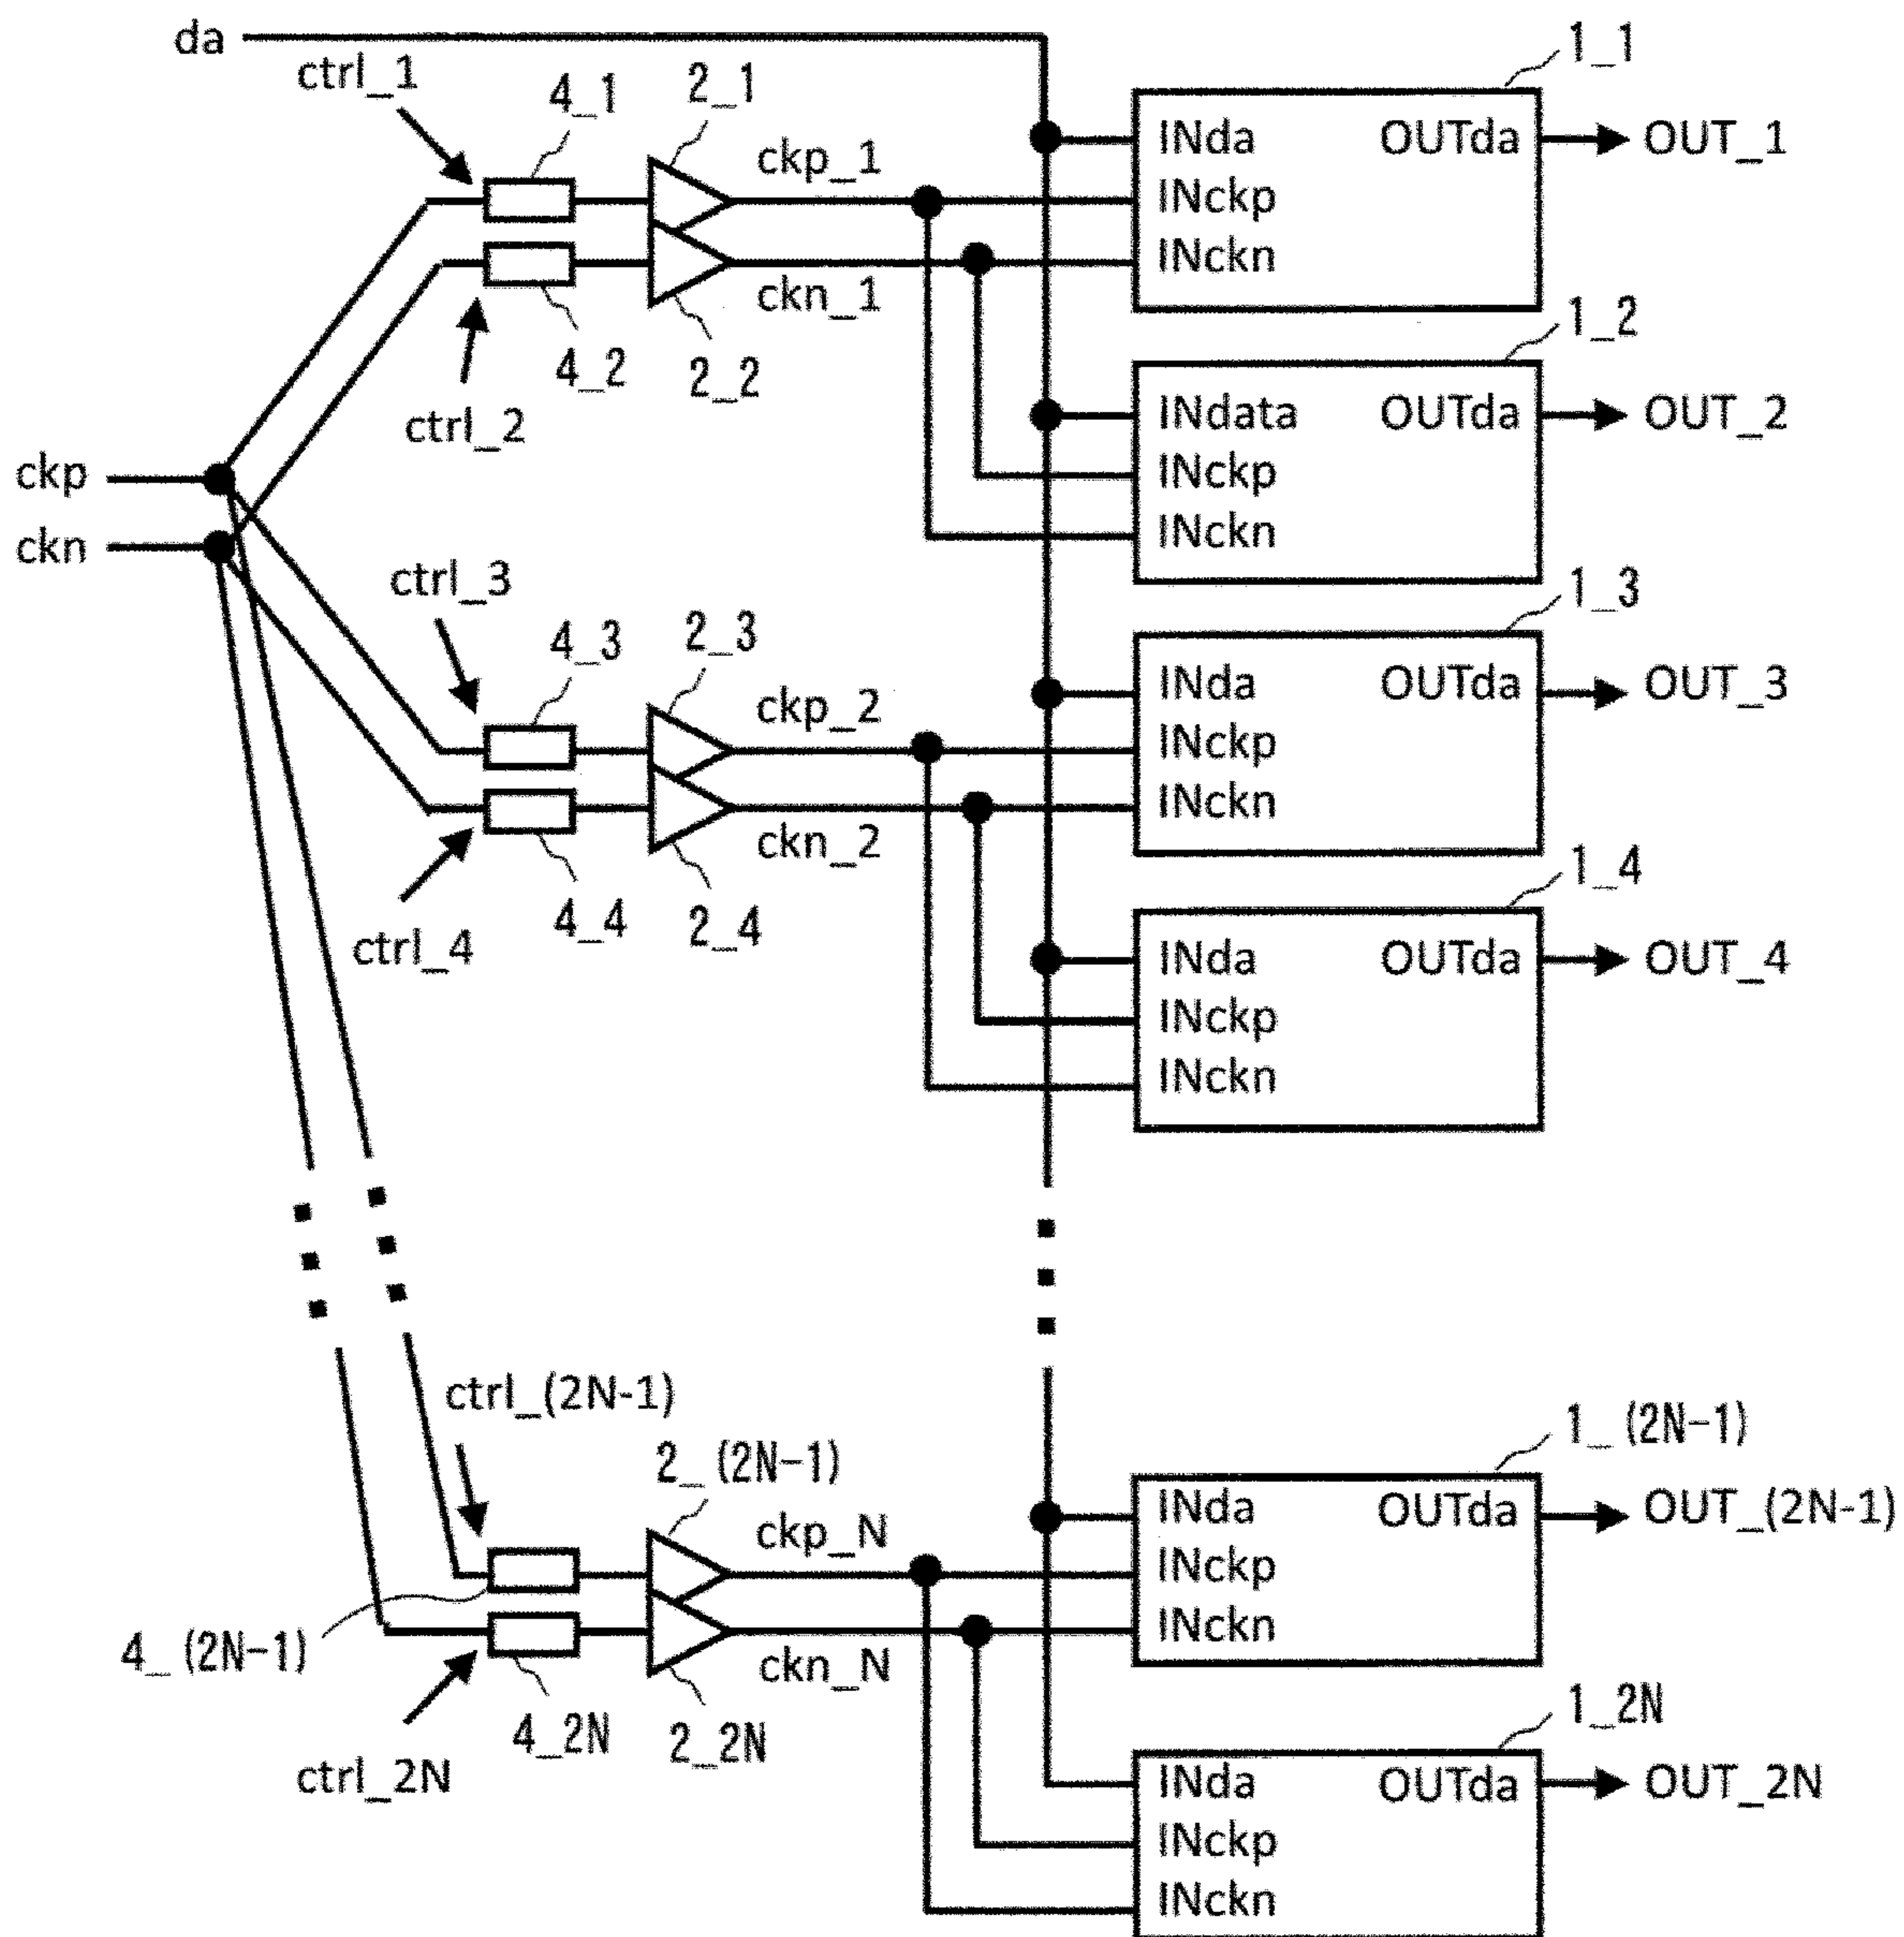 da
ctrl_1
4_1
2_1
ckp_1
1_1
INda
OUTda
OUT_1
INckp
INckn
ckn_1
4_2
2_2
ctrl_2
1_2
INdata
OUTda
OUT_2
INckp
INckn
ckp
ckn
ctrl_3
4_3
2_3
ckp_2
1_3
INda
OUTda
OUT_3
INckp
INckn
ckn_2
4_4
2_4
ctrl_4
1_4
INda
OUTda
OUT_4
INckp
INckn
ctrl_(2N-1)
2_(2N-1)
ckp_N
1_(2N-1)
INda
OUTda
OUT_(2N-1)
INckp
INckn
4_(2N-1)
ckn_N
4_2N
2_2N
ctrl_2N
1_2N
INda
OUTda
OUT_2N
INckp
INckn